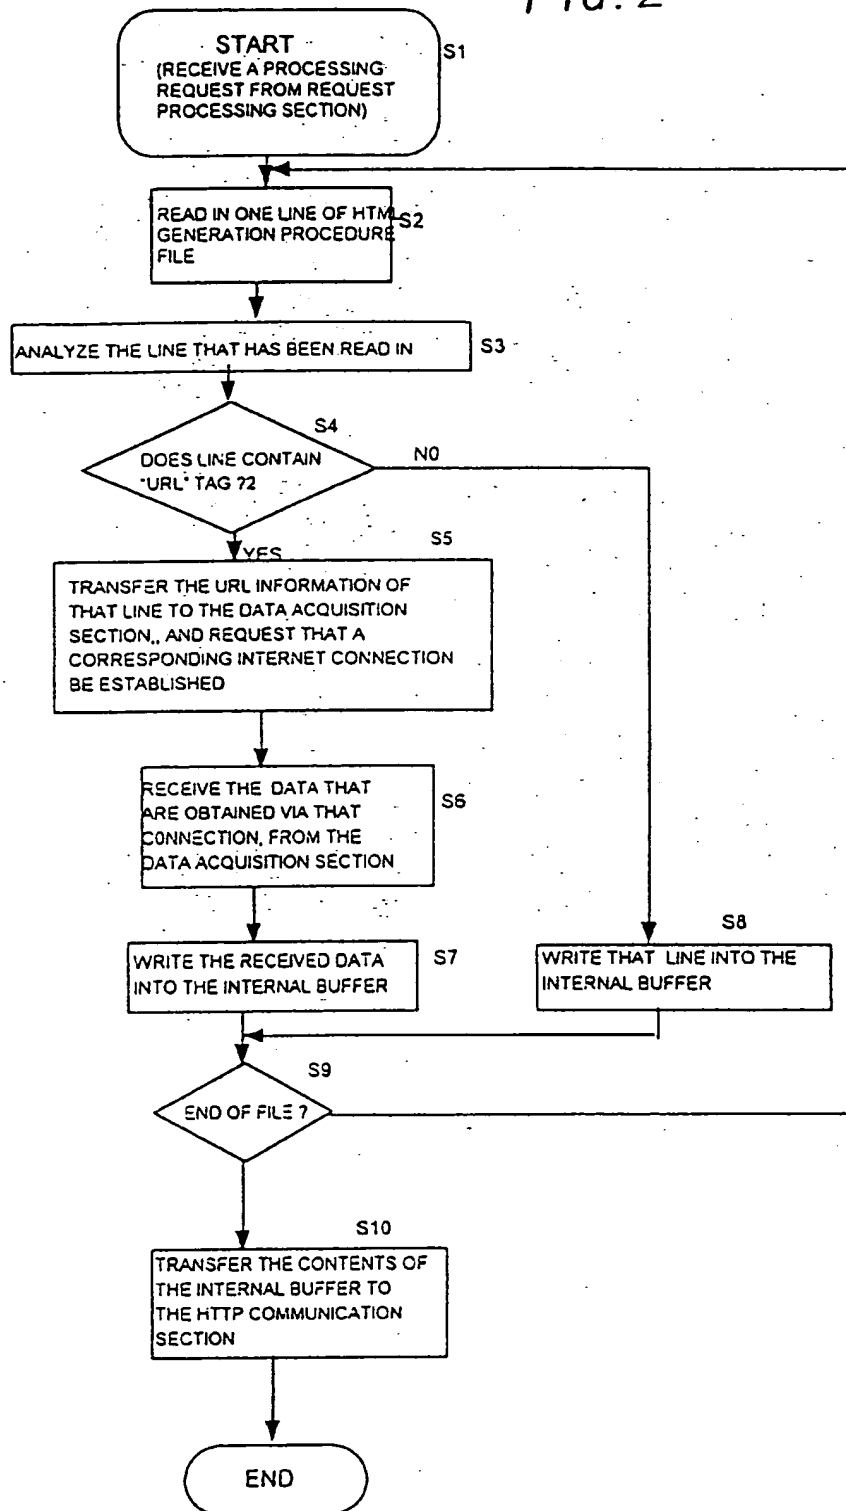 FIG. 2
START
S1
(RECEIVE A PROCESSING
REQUEST FROM REQUEST
PROCESSING SECTION)
READ IN ONE LINE OF HTML
S2
GENERATION PROCEDURE
FILE
ANALYZE THE LINE THAT HAS BEEN READ IN
S3
S4
DOES LINE CONTAIN
"URL" TAG ?2
NO
YES
S5
TRANSFER THE URL INFORMATION OF
THAT LINE TO THE DATA ACQUISITION
SECTION,, AND REQUEST THAT A
CORRESPONDING INTERNET CONNECTION
BE ESTABLISHED
RECEIVE THE DATA THAT
ARE OBTAINED VIA THAT
CONNECTION, FROM THE
DATA ACQUISITION SECTION
S6
WRITE THE RECEIVED DATA
INTO THE INTERNAL BUFFER
S7
S8
WRITE THAT LINE INTO THE
INTERNAL BUFFER
S9
END OF FILE ?
S10
TRANSFER THE CONTENTS OF
THE INTERNAL BUFFER TO
THE HTTP COMMUNICATION
SECTION
END